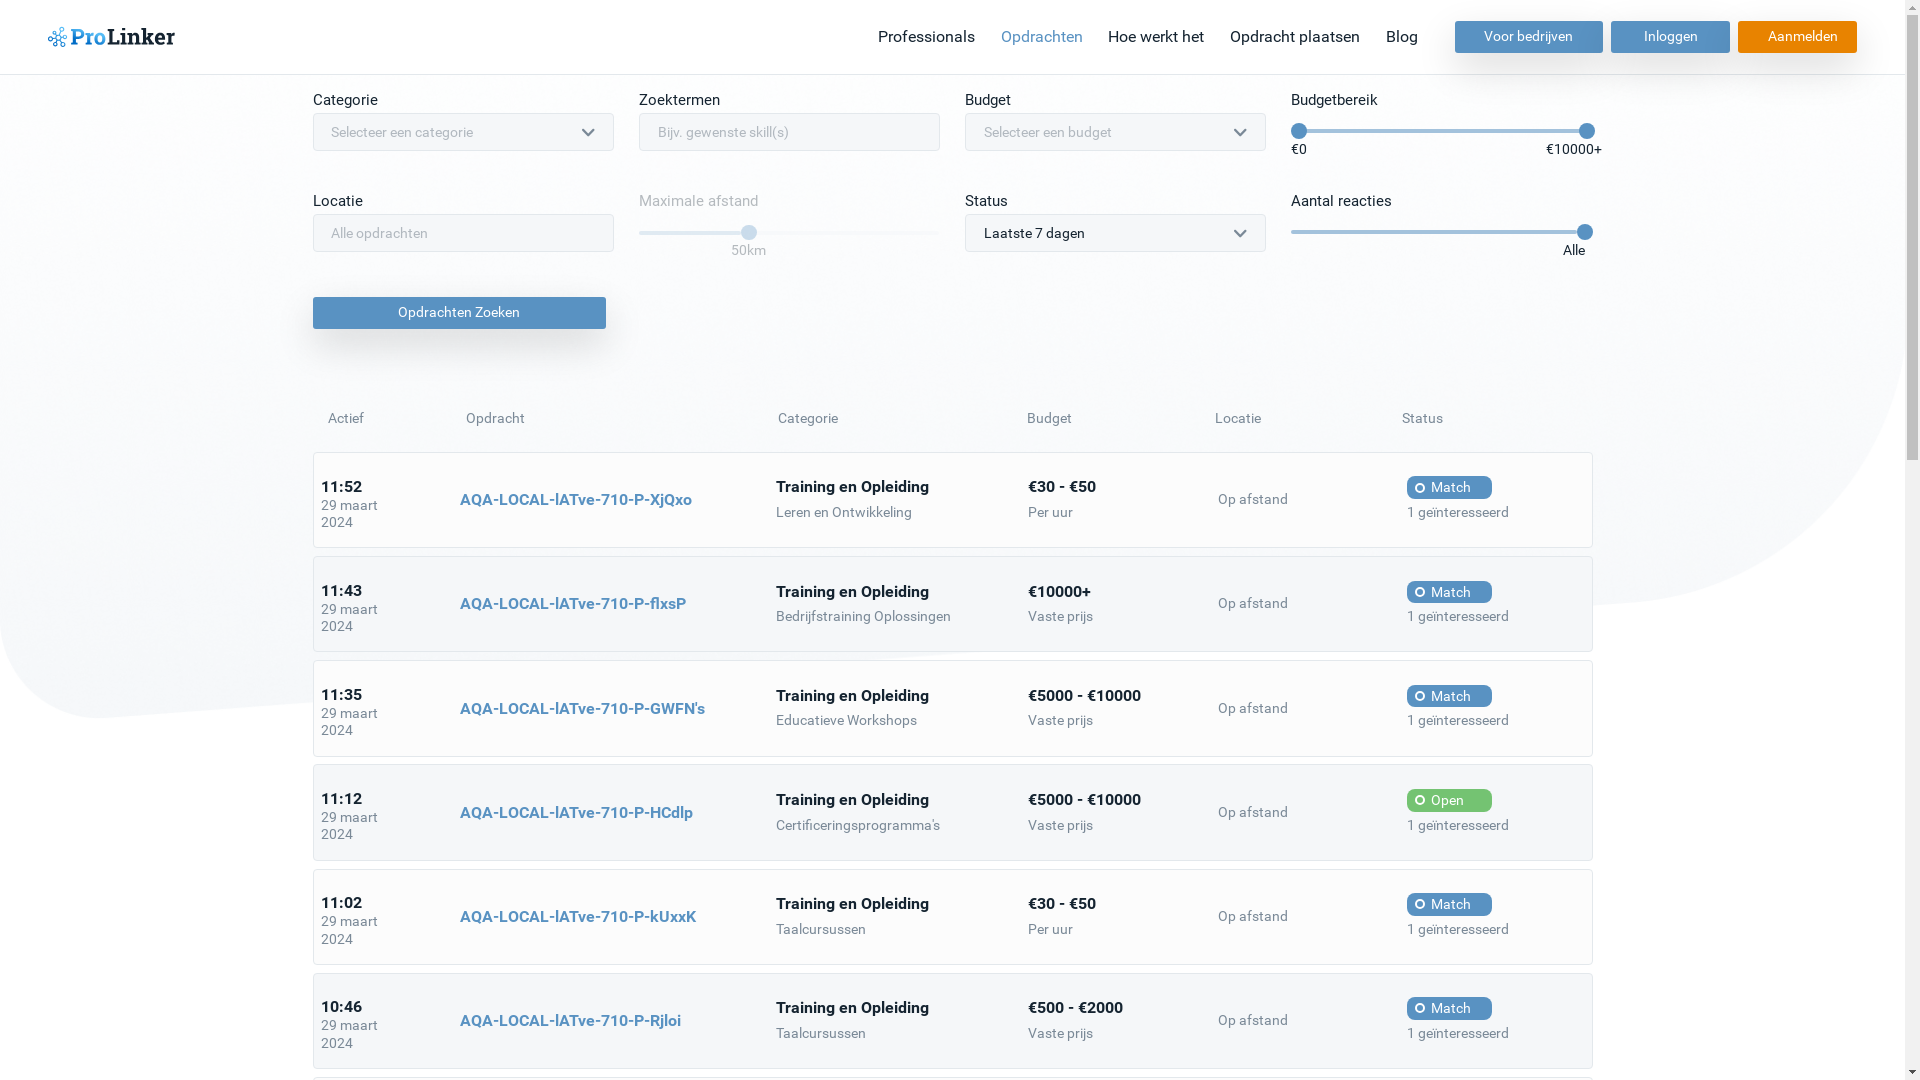 ProLinker
Professionals Opdrachten Hoe werkt het Opdracht plaatsen Blog Voor bedrijven Inloggen Aanmelden
Categorie Zoektermen Budget Budgetbereik
Selecteer een categorie Bijv. gewenste skill(s) Selecteer een budget
€0 €10000+
Locatie Maximale afstand Status Aantal reacties
Alle opdrachten Laatste 7 dagen
50km Alle
Opdrachten Zoeken
Actief Opdracht Categorie Budget Locatie Status
11:52 Training en Opleiding €30 - €50 Match
29 maart AQA-LOCAL-lATve-710-P-XjQxo Op afstand
2024 Leren en Ontwikkeling Per uur 1 geïnteresseerd
11:43 Training en Opleiding €10000+ Match
29 maart AQA-LOCAL-lATve-710-P-flxsP Op afstand
2024 Bedrijfstraining Oplossingen Vaste prijs 1 geïnteresseerd
11:35 Training en Opleiding €5000 - €10000 Match
29 maart AQA-LOCAL-lATve-710-P-GWFN's Op afstand
2024 Educatieve Workshops Vaste prijs 1 geïnteresseerd
11:12 Training en Opleiding €5000 - €10000 Open
29 maart AQA-LOCAL-lATve-710-P-HCdlp Op afstand
2024 Certificeringsprogramma's Vaste prijs 1 geïnteresseerd
11:02 Training en Opleiding €30 - €50 Match
29 maart AQA-LOCAL-lATve-710-P-kUxxK Op afstand
2024 Taalcursussen Per uur 1 geïnteresseerd
10:46 Training en Opleiding €500 - €2000 Match
29 maart AQA-LOCAL-lATve-710-P-Rjloi Op afstand
2024 Taalcursussen Vaste prijs 1 geïnteresseerd